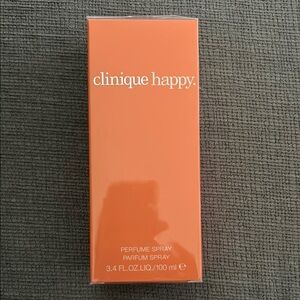 clinique happy.
PERFUME SPRAY
PARFUM SPRAY
3.4 FL.OZ.LIQ./100 ml ℮